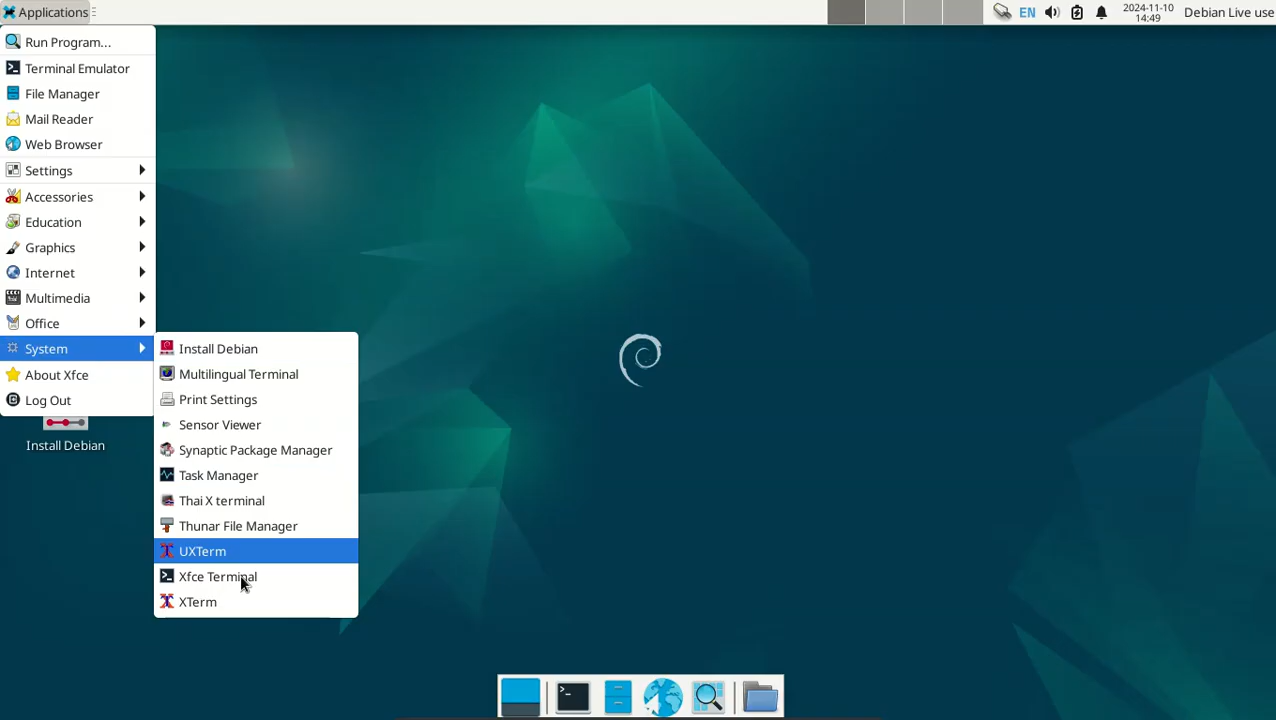 Applications
EN
2024-11-10
14:49
Debian Live use
Run Program...
Terminal Emulator
File Manager
Mail Reader
Web Browser
Settings
Accessories
Education
Graphics
Internet
Multimedia
Office
System
About Xfce
Log Out
Install Debian
Install Debian
Multilingual Terminal
Print Settings
Sensor Viewer
Synaptic Package Manager
Task Manager
Thai X terminal
Thunar File Manager
UXTerm
Xfce Terminal
XTerm